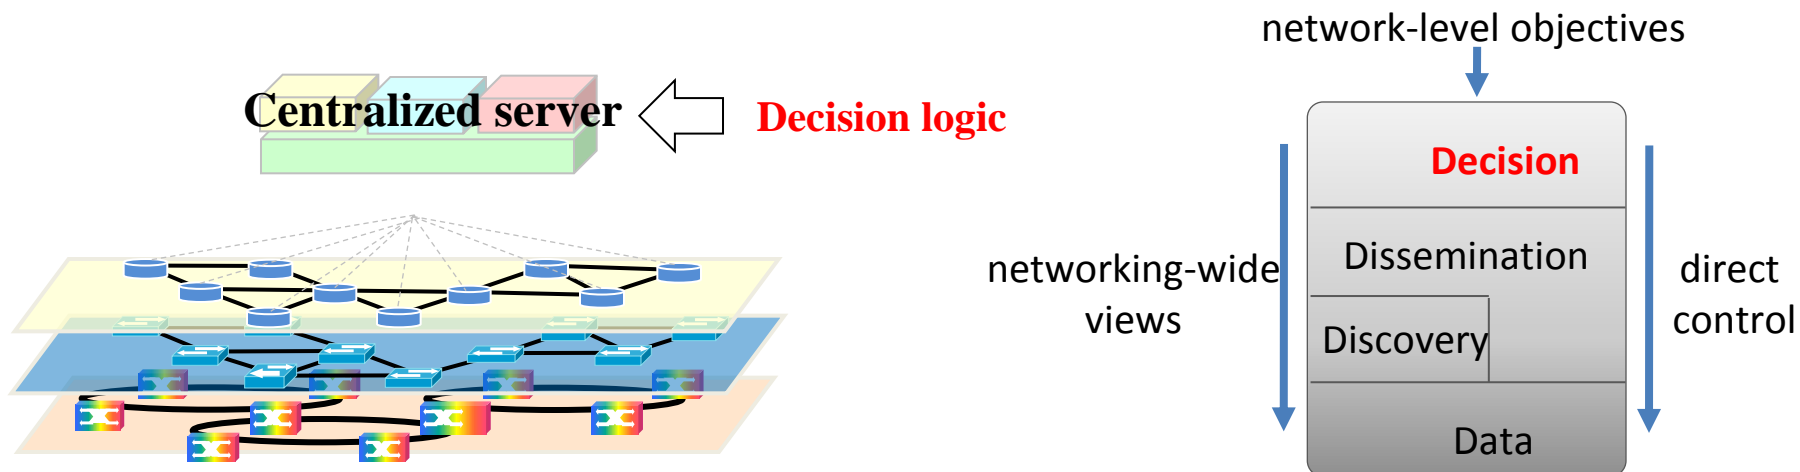 network-level objectives
Centralized server
Decision logic
Decision
networking-wide
views
Dissemination
direct
control
Discovery
Data